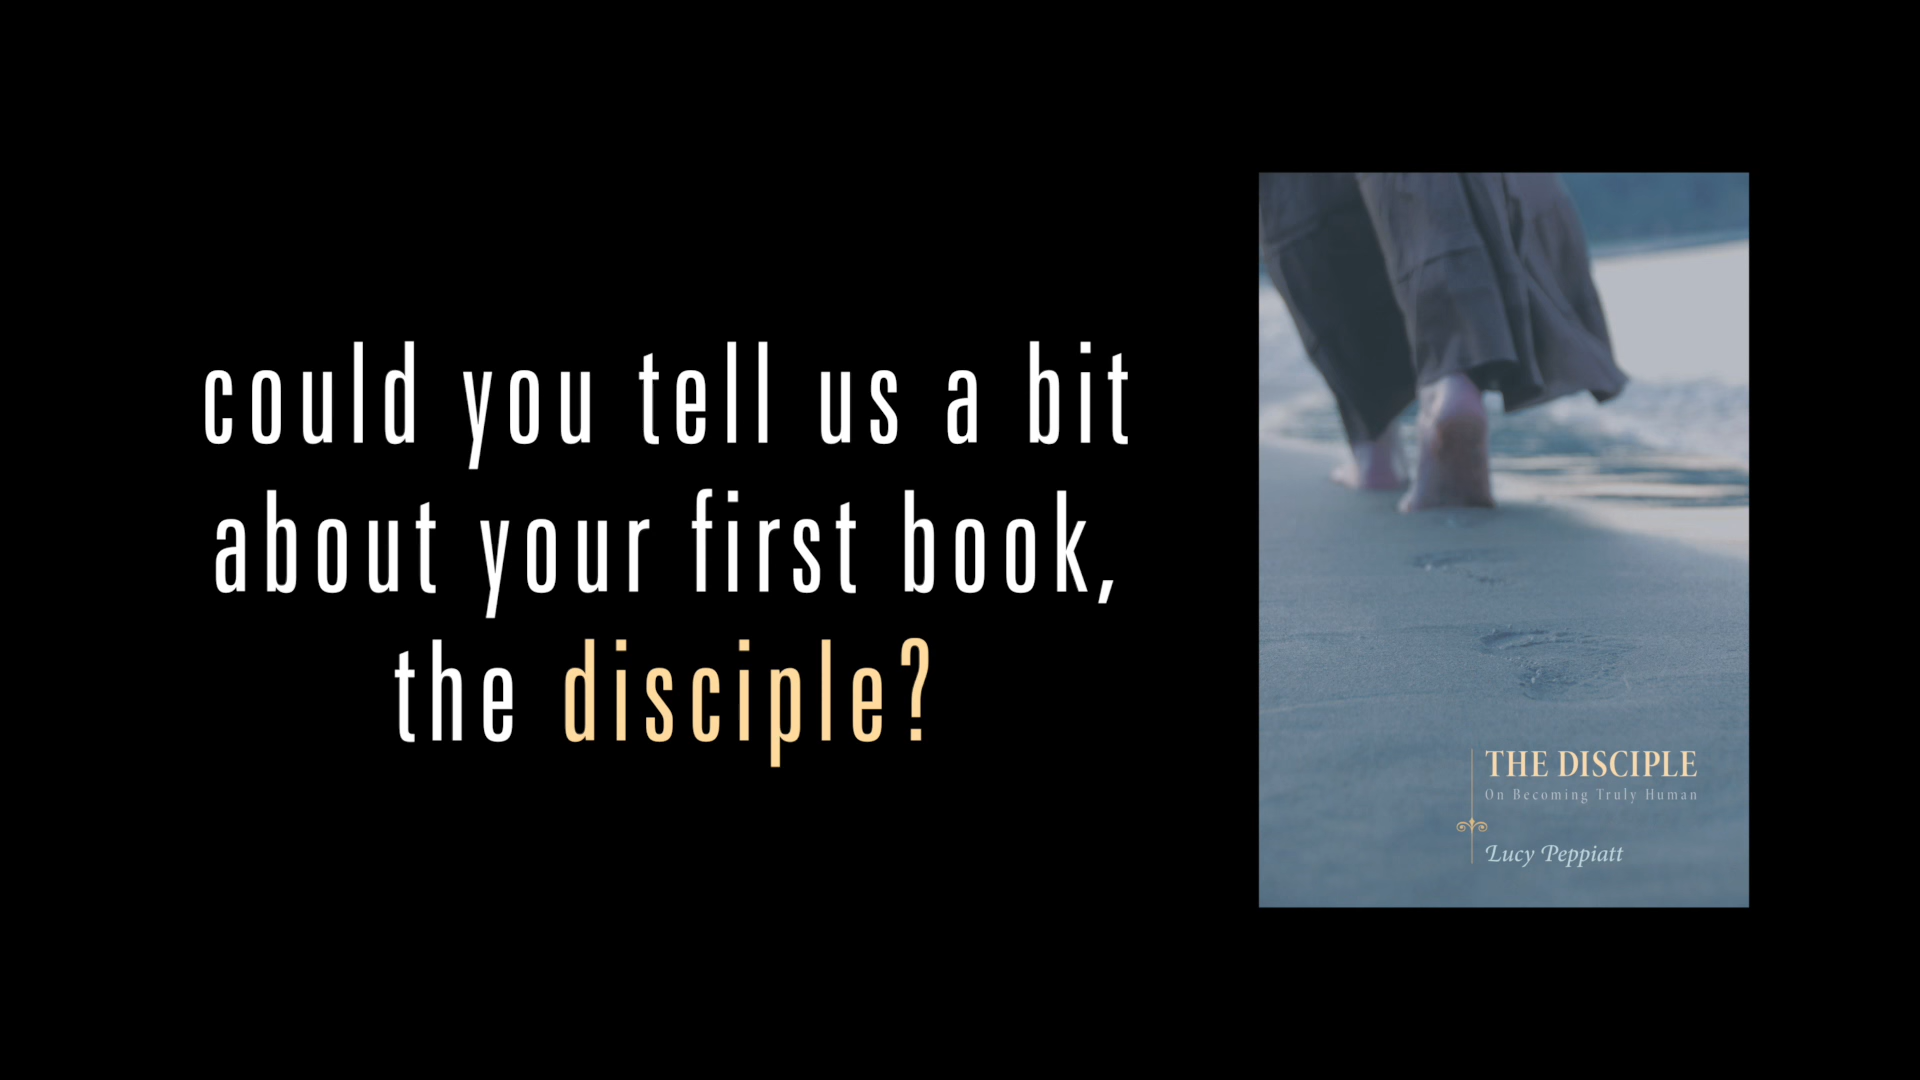 could you tell us a bit
about your first book,
the disciple?
THE DISCIPLE
On Becoming Truly Human
Lucy Peppiatt